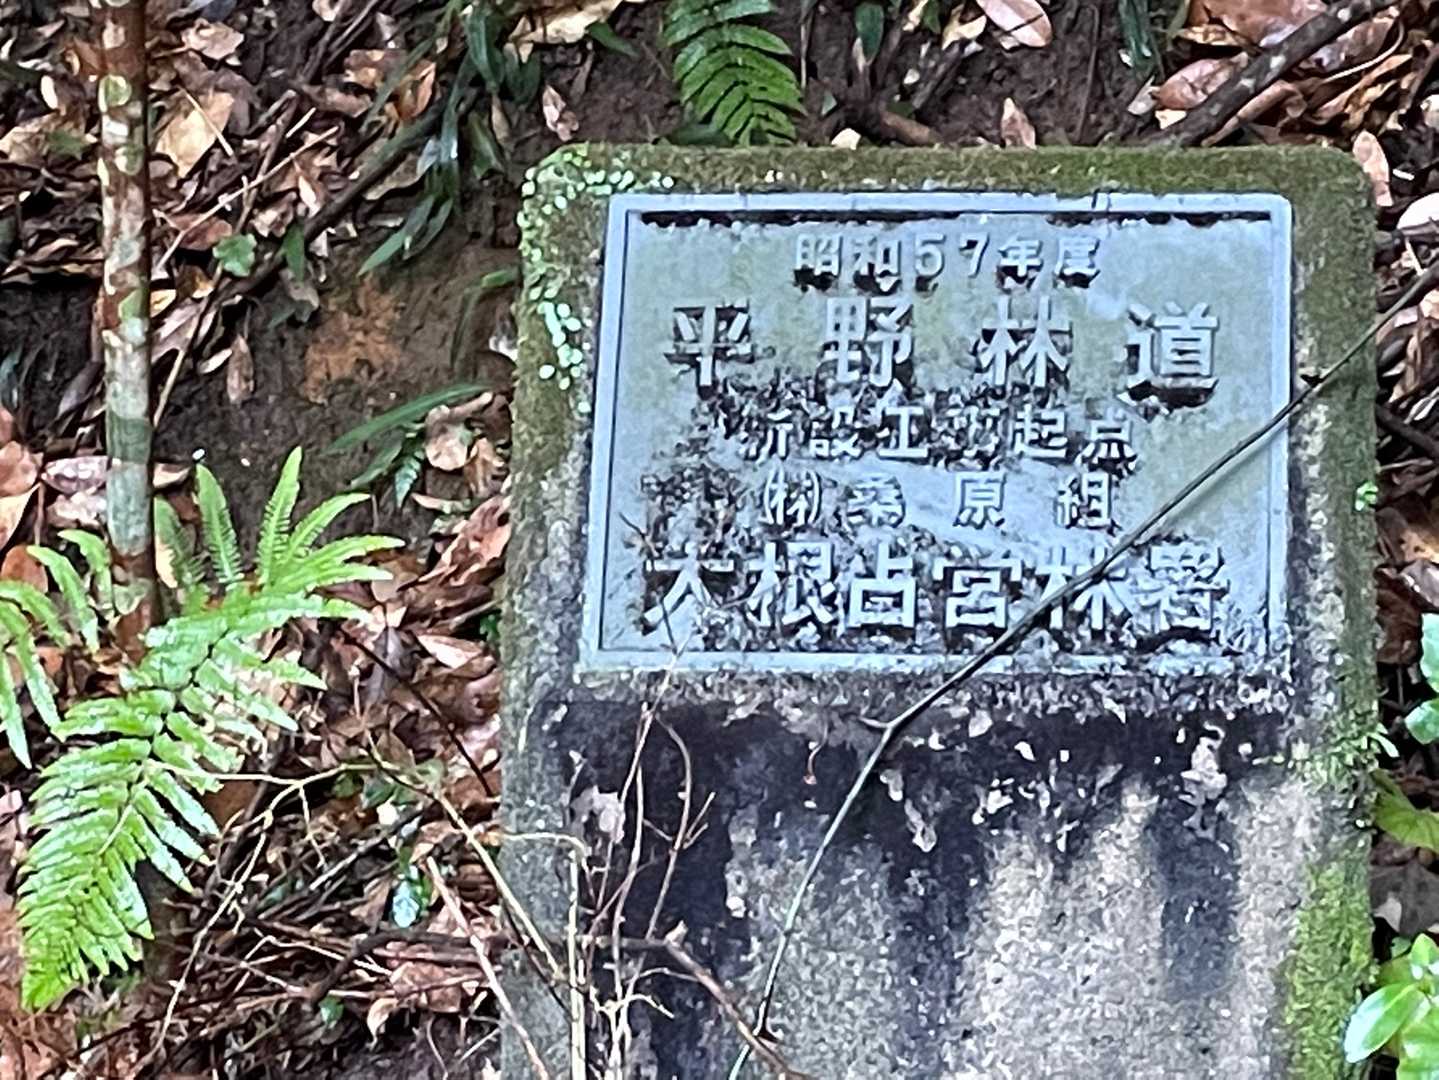 昭和57年度
平野林道
新設工事起点
㈱桑原組
大根占営林署